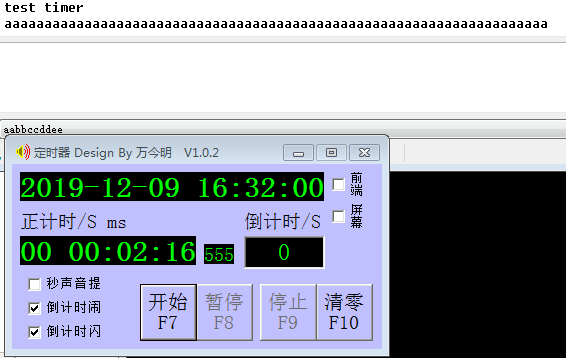 test timer
aaaaaaaaaaaaaaaaaaaaaaaaaaaaaaaaaaaaaaaaaaaaaaaaaaaaaaaaaaaaaaaaaaaa
aabbccddee
定时器 Design By 万今明 V1.0.2
2019-12-09 16:32:00
前端
正计时/S ms
倒计时/S
屏幕
00 00:02:16
555
0
秒声音提
倒计时闹
倒计时闪
开始
F7
暂停
F8
停止
F9
清零
F10